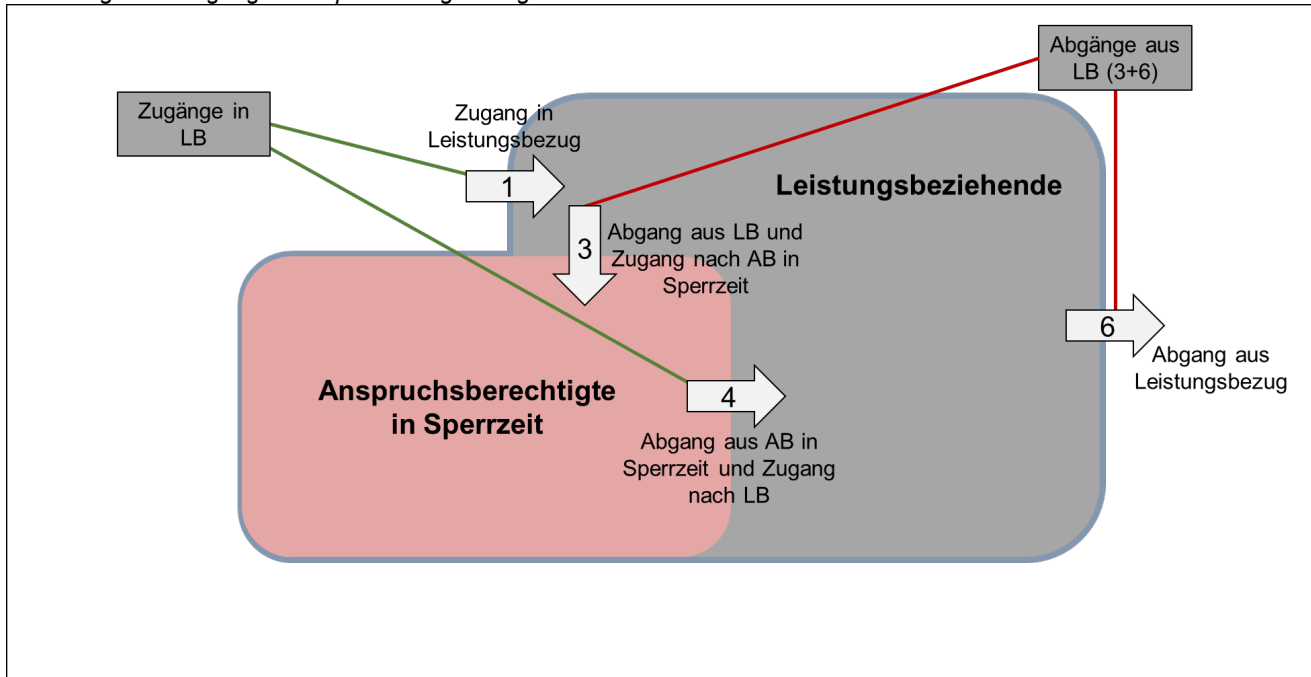 Abgänge aus
LB (3+6)
Zugänge in
LB
Zugang in
Leistungsbezug
1
Leistungsbeziehende
3
Abgang aus LB und
Zugang nach AB in
Sperrzeit
6
Abgang aus
Leistungsbezug
Anspruchsberechtigte
in Sperrzeit
4
Abgang aus AB in
Sperrzeit und Zugang
nach LB